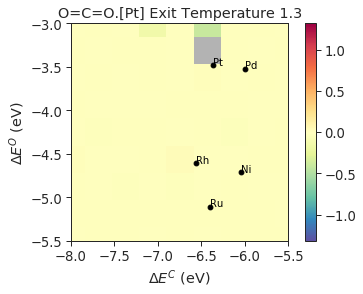 O=C=O.[Pt] Exit Temperature 1.3
−3.0
−3.5
−4.0
−4.5
−5.0
−5.5
ΔE^O (eV)
Pt
Pd
Rh
Ni
Ru
−8.0 −7.5 −7.0 −6.5 −6.0 −5.5
ΔE^C (eV)
1.0
0.5
0.0
−0.5
−1.0